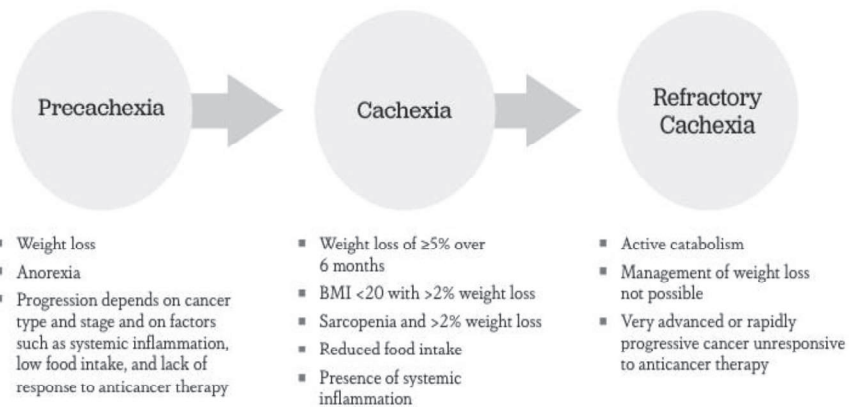 Precachexia
Cachexia
Refractory
Cachexia
■ Weight loss
■ Anorexia
■ Progression depends on cancer
type and stage and on factors
such as systemic inflammation,
low food intake, and lack of
response to anticancer therapy
■ Weight loss of ≥5% over
6 months
■ BMI <20 with >2% weight loss
■ Sarcopenia and >2% weight loss
■ Reduced food intake
■ Presence of systemic
inflammation
■ Active catabolism
■ Management of weight loss
not possible
■ Very advanced or rapidly
progressive cancer unresponsive
to anticancer therapy